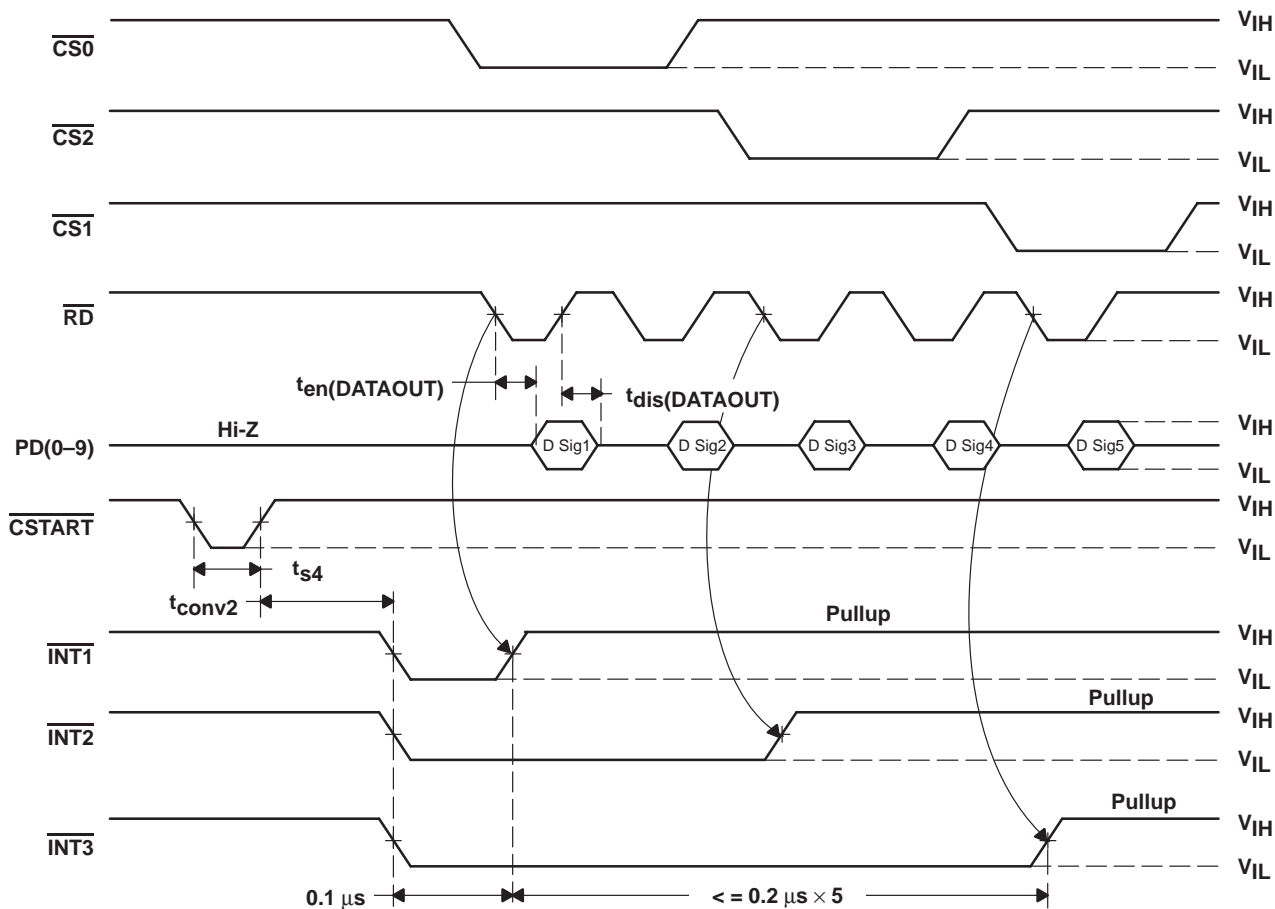 CS0
VIH
VIL
CS2
VIH
VIL
CS1
VIH
VIL
RD
VIH
VIL
ten(DATAOUT)
tdis(DATAOUT)
PD(0–9)
Hi-Z
D Sig1
D Sig2
D Sig3
D Sig4
D Sig5
VIH
VIL
CSTART
VIH
VIL
ts4
tconv2
INT1
Pullup
VIH
VIL
INT2
Pullup
VIH
VIL
INT3
Pullup
VIH
VIL
0.1 μs
< = 0.2 μs × 5